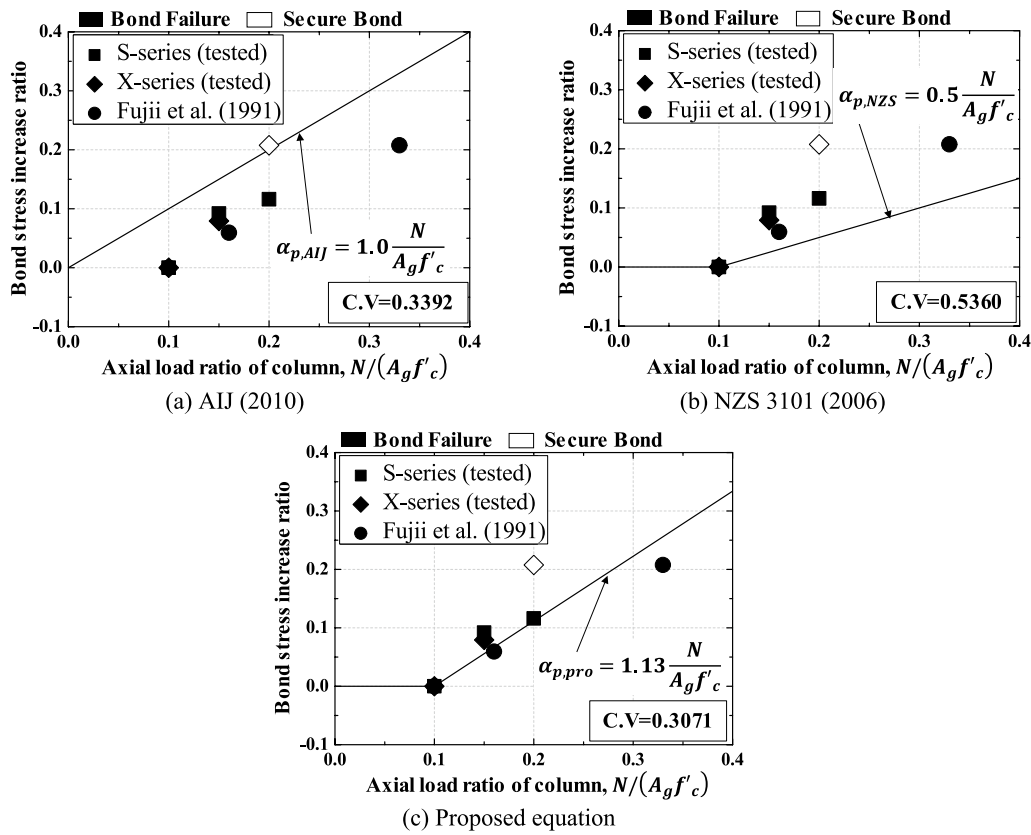 Bond Failure Secure Bond
S-series (tested)
X-series (tested)
Fujii et al. (1991)
Bond stress increase ratio
0.4
0.3
0.2
0.1
0.0
-0.1
α_{p,AIJ} = 1.0 N/(A_g f'_c)
C.V=0.3392
0.0 0.1 0.2 0.3 0.4
Axial load ratio of column, N/(A_g f'_c)
(a) AIJ (2010)
Bond Failure Secure Bond
S-series (tested)
X-series (tested)
Fujii et al. (1991)
Bond stress increase ratio
0.4
0.3
0.2
0.1
0.0
-0.1
α_{p,NZS} = 0.5 N/(A_g f'_c)
C.V=0.5360
0.0 0.1 0.2 0.3 0.4
Axial load ratio of column, N/(A_g f'_c)
(b) NZS 3101 (2006)
Bond Failure Secure Bond
S-series (tested)
X-series (tested)
Fujii et al. (1991)
Bond stress increase ratio
0.4
0.3
0.2
0.1
0.0
-0.1
α_{p,pro} = 1.13 N/(A_g f'_c)
C.V=0.3071
0.0 0.1 0.2 0.3 0.4
Axial load ratio of column, N/(A_g f'_c)
(c) Proposed equation